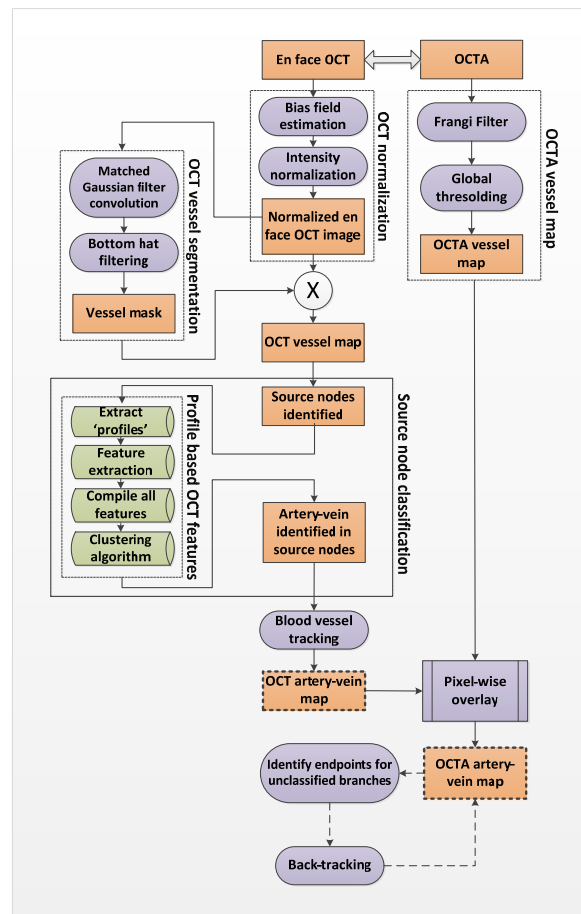 En face OCT
OCTA
Bias field
estimation
Intensity
normalization
Normalized en
face OCT image
OCT normalization
Frangi Filter
Global
thresolding
OCTA vessel
map
OCTA vessel map
Matched
Gaussian filter
convolution
Bottom hat
filtering
Vessel mask
OCT vessel segmentation
X
OCT vessel map
Source nodes
identified
Extract
‘profiles’
Feature
extraction
Compile all
features
Clustering
algorithm
Profile based OCT features
Artery-vein
identified in
source nodes
Source node classification
Blood vessel
tracking
OCT artery-vein
map
Pixel-wise
overlay
OCTA artery-
vein map
Identify endpoints for
unclassified branches
Back-tracking